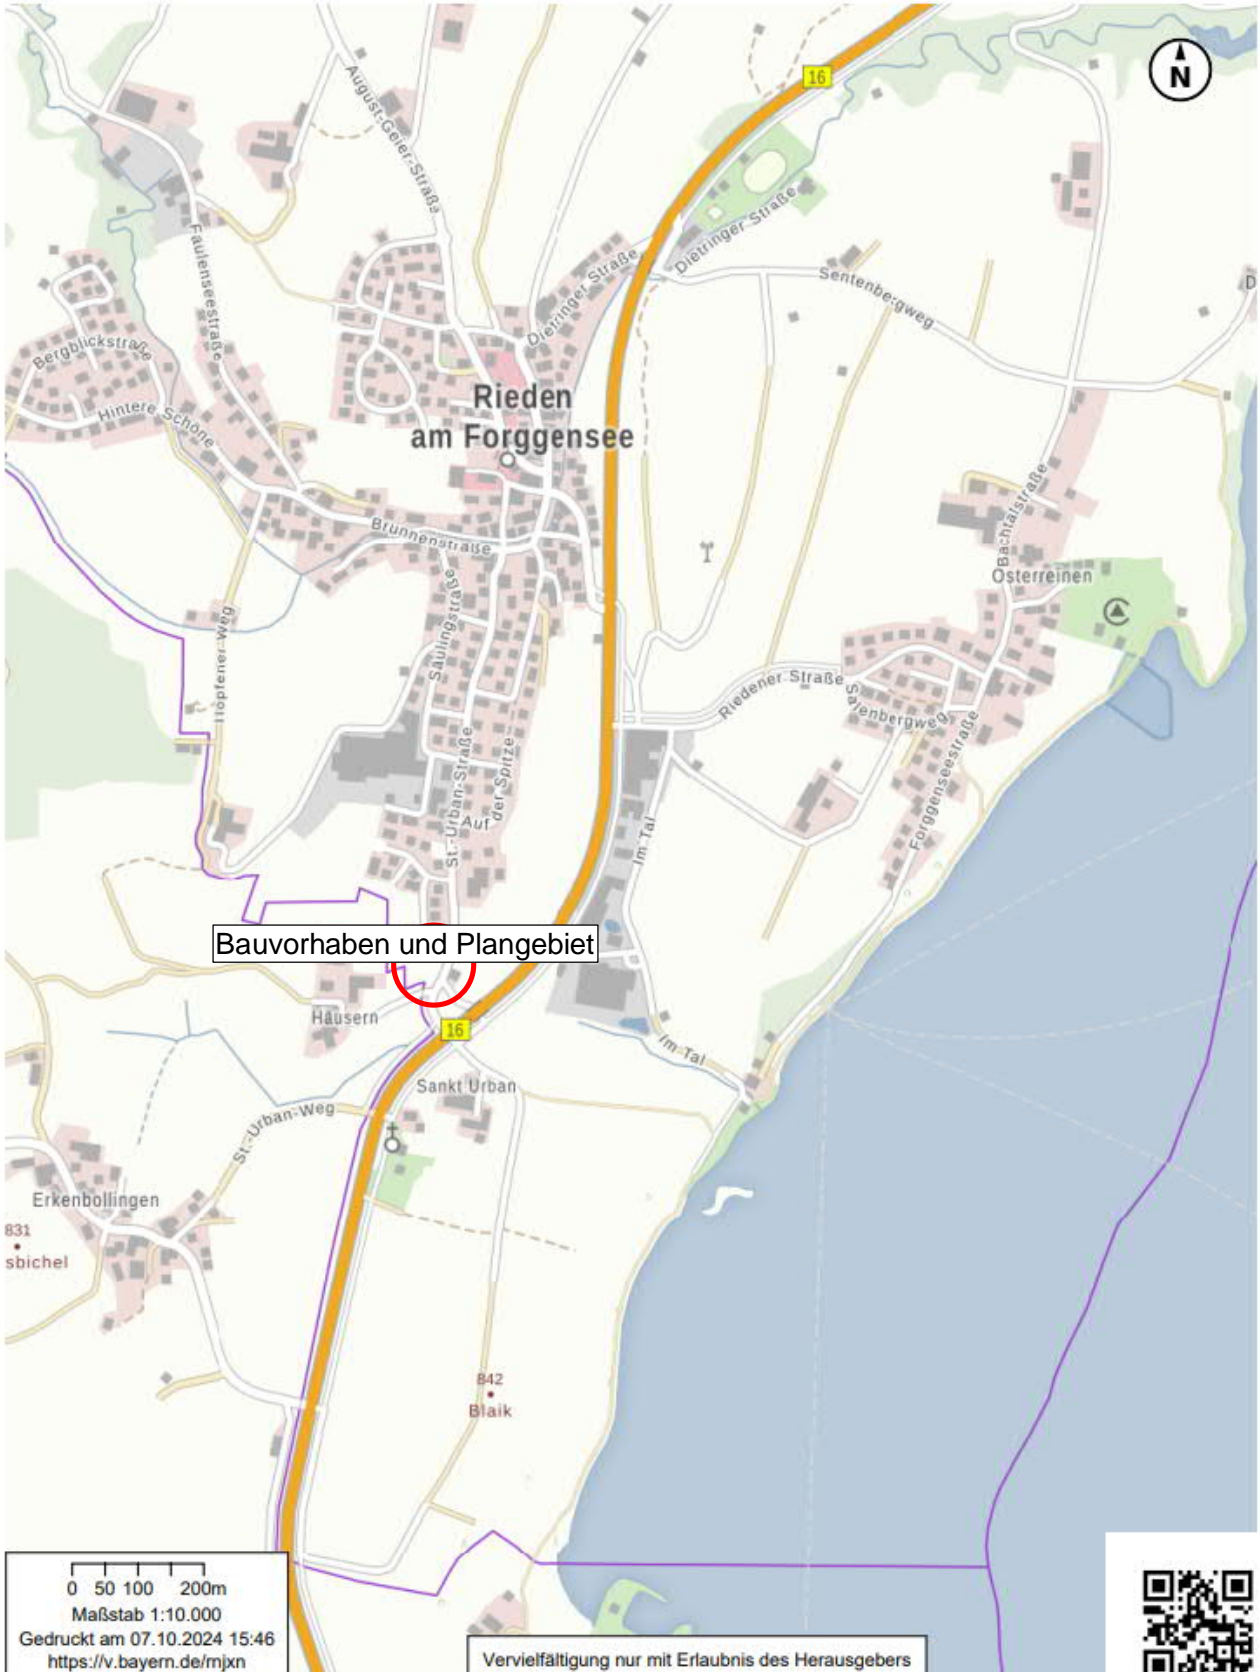 16
N
August-Geier-Straße
Dietringer Straße
Faulenseestraße
Sentenbergweg
D
Dietringer Straße
Bergblickstraße
Rieden
am Forggensee
Hintere Schöne
Bachtalstraße
Brunnenstraße
Osterreinen
Säulingstraße
Hopfener Weg
Riedener Straße
Salenbergweg
St.-Urban-Straße
Auf der Spitze
Forggenseestraße
Im Tal
Bauvorhaben und Plangebiet
Häusern
16
Im Tal
Sankt Urban
St.-Urban-Weg
Erkenbollingen
831
sbichel
842
Blaik
0 50 100 200m
Maßstab 1:10.000
Gedruckt am 07.10.2024 15:46
https://v.bayern.de/mjxn
Vervielfältigung nur mit Erlaubnis des Herausgebers